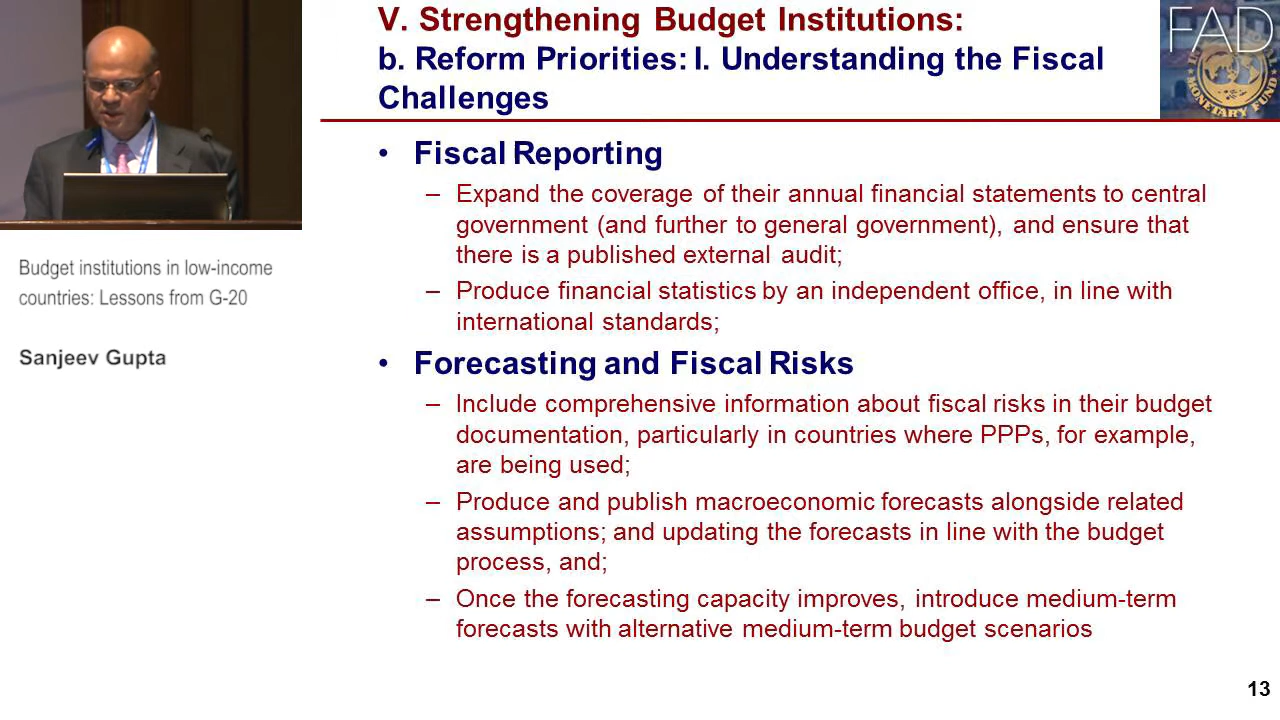 V. Strengthening Budget Institutions:
b. Reform Priorities: I. Understanding the Fiscal
Challenges
FAD
INTERNATIONAL MONETARY FUND
• Fiscal Reporting
– Expand the coverage of their annual financial statements to central
government (and further to general government), and ensure that
there is a published external audit;
– Produce financial statistics by an independent office, in line with
international standards;
• Forecasting and Fiscal Risks
– Include comprehensive information about fiscal risks in their budget
documentation, particularly in countries where PPPs, for example,
are being used;
– Produce and publish macroeconomic forecasts alongside related
assumptions; and updating the forecasts in line with the budget
process, and;
– Once the forecasting capacity improves, introduce medium-term
forecasts with alternative medium-term budget scenarios
13
Budget institutions in low-income
countries: Lessons from G-20
Sanjeev Gupta